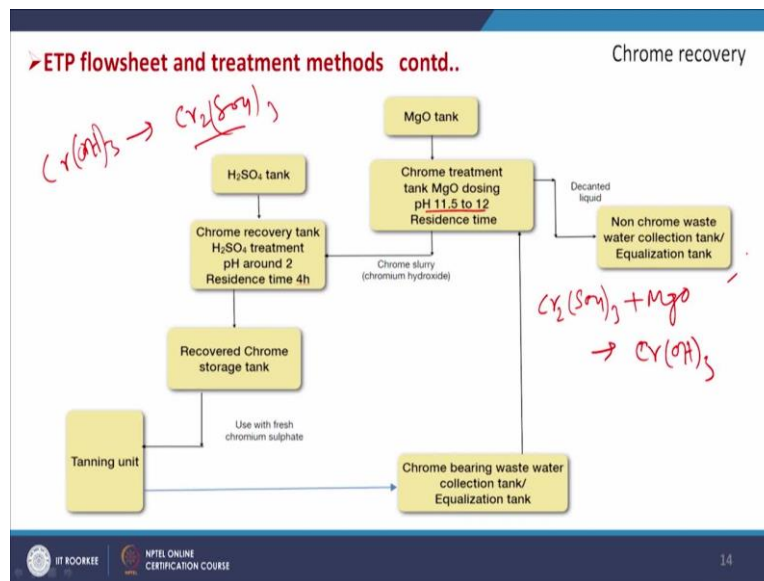 ➤ETP flowsheet and treatment methods contd..
Chrome recovery
Cr(OH)3 → Cr2(SO4)3
MgO tank
H₂SO₄ tank
Chrome treatment
tank MgO dosing
pH 11.5 to 12
Residence time
Decanted
liquid
Non chrome waste
water collection tank/
Equalization tank
Chrome recovery tank
H₂SO₄ treatment
pH around 2
Residence time 4h
Chrome slurry
(chromium hydroxide)
Cr2(SO4)3 + MgO
→ Cr(OH)3
Recovered Chrome
storage tank
Use with fresh
chromium sulphate
Tanning unit
Chrome bearing waste water
collection tank/
Equalization tank
IIT ROORKEE
NPTEL ONLINE
CERTIFICATION COURSE
14